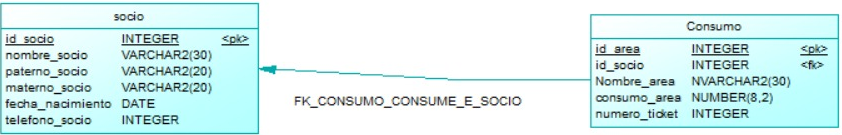 socio
id_socio INTEGER <pk>
nombre_socio VARCHAR2(30)
paterno_socio VARCHAR2(20)
materno_socio VARCHAR2(20)
fecha_nacimiento DATE
telefono_socio INTEGER
FK_CONSUMO_CONSUME_E_SOCIO
Consumo
id_area INTEGER <pk>
id_socio INTEGER <fk>
Nombre_area NVARCHAR2(30)
consumo_area NUMBER(8,2)
numero_ticket INTEGER